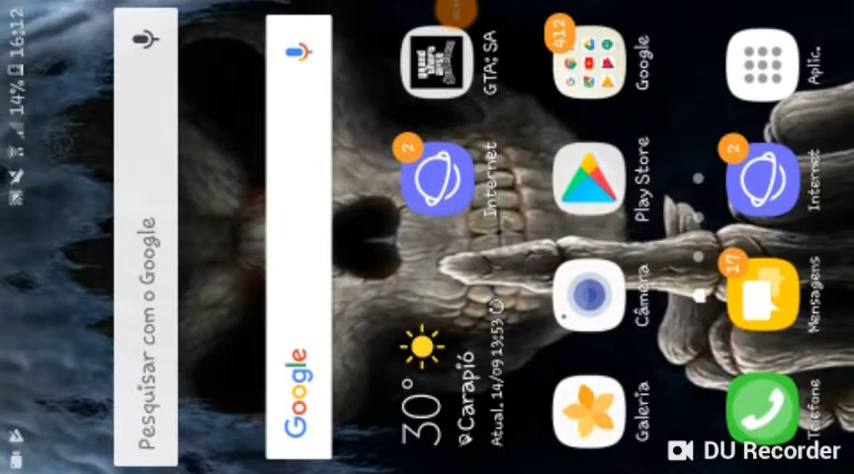 14% 16:12
Pesquisar com o Google
Google
30°
Carapió
Atual. 14/09 13:53
GTA: SA
2
Internet
Galeria
Câmera
Play Store
412
Google
Telefone
17
Mensagens
2
Internet
Aplic.
DU Recorder